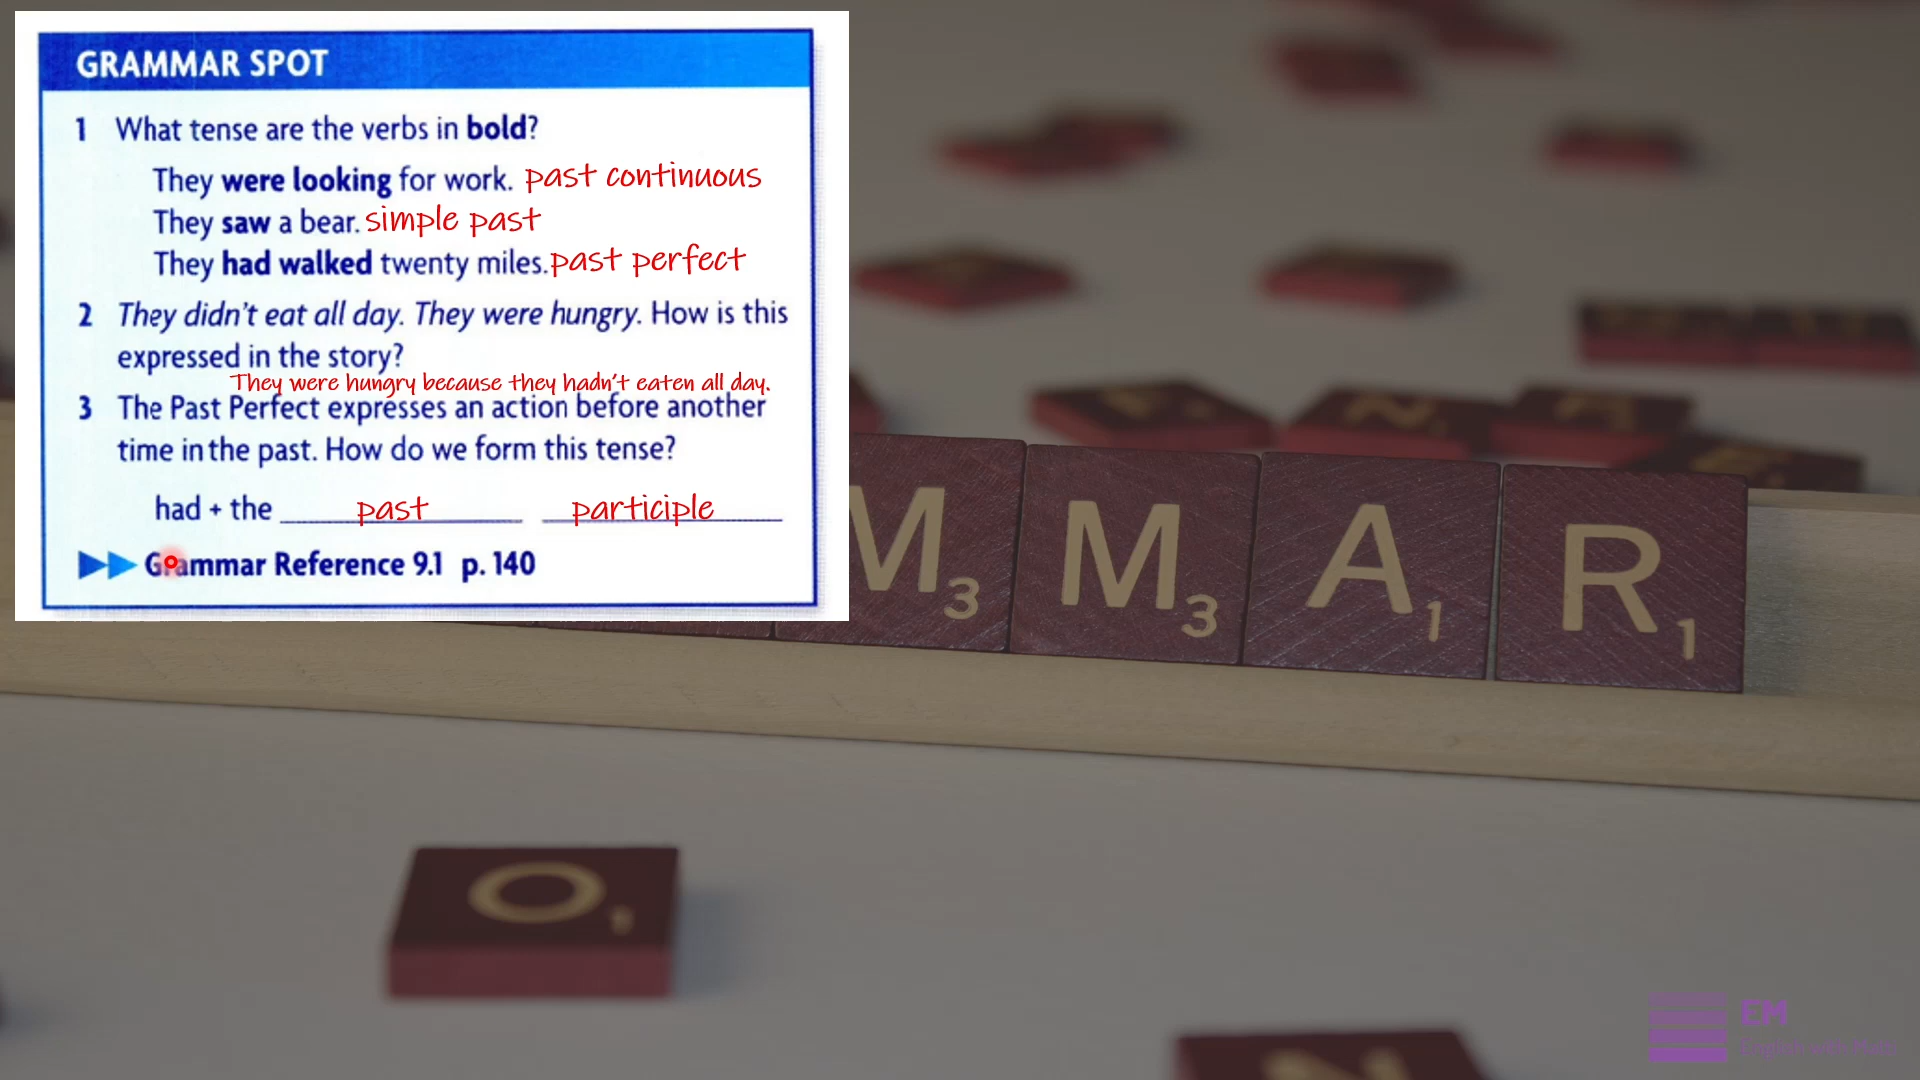 GRAMMAR SPOT
1 What tense are the verbs in bold?
They were looking for work. past continuous
They saw a bear. simple past
They had walked twenty miles. past perfect
2 They didn't eat all day. They were hungry. How is this
expressed in the story?
They were hungry because they hadn't eaten all day.
3 The Past Perfect expresses an action before another
time in the past. How do we form this tense?
had + the past participle
Grammar Reference 9.1 p. 140
M3 M3 A1 R1
O1
N
EM
English with